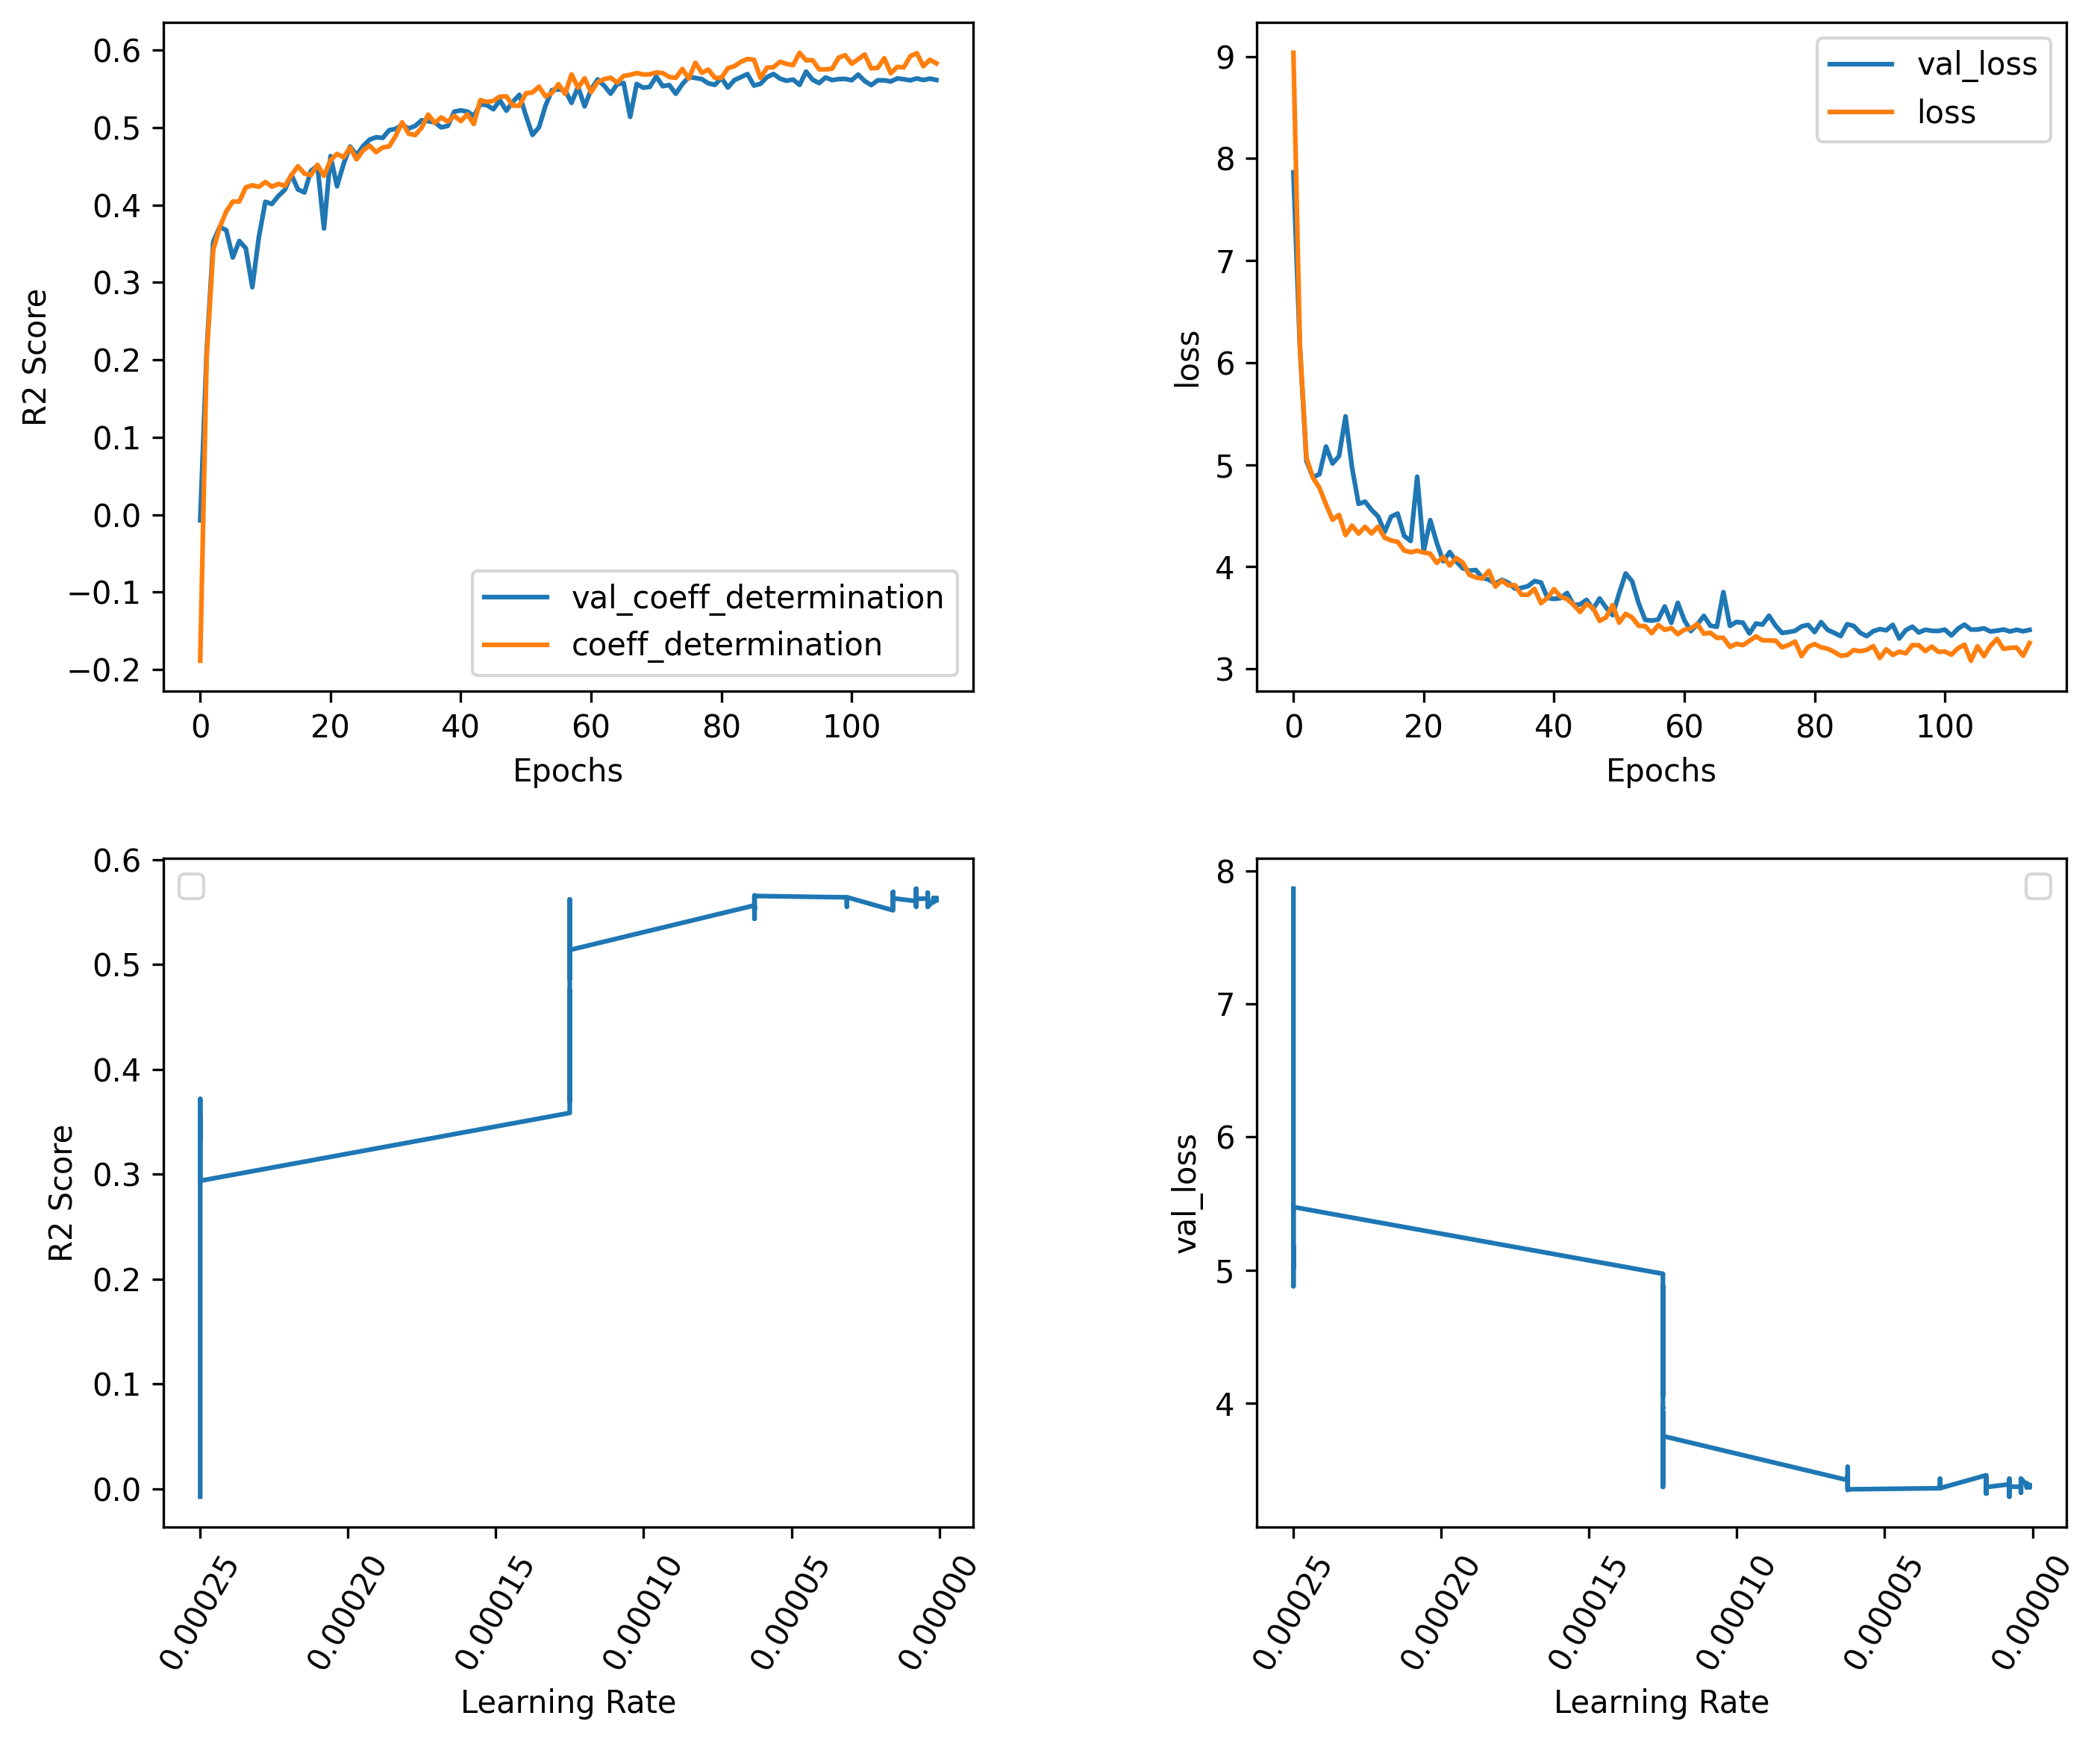 0.6
0.5
0.4
0.3
0.2
0.1
0.0
−0.1
−0.2
R2 Score
0 20 40 60 80 100
Epochs
val_coeff_determination
coeff_determination
9
8
7
6
5
4
3
loss
0 20 40 60 80 100
Epochs
val_loss
loss
0.6
0.5
0.4
0.3
0.2
0.1
0.0
R2 Score
0.00025 0.00020 0.00015 0.00010 0.00005 0.00000
Learning Rate
8
7
6
5
4
val_loss
0.00025 0.00020 0.00015 0.00010 0.00005 0.00000
Learning Rate